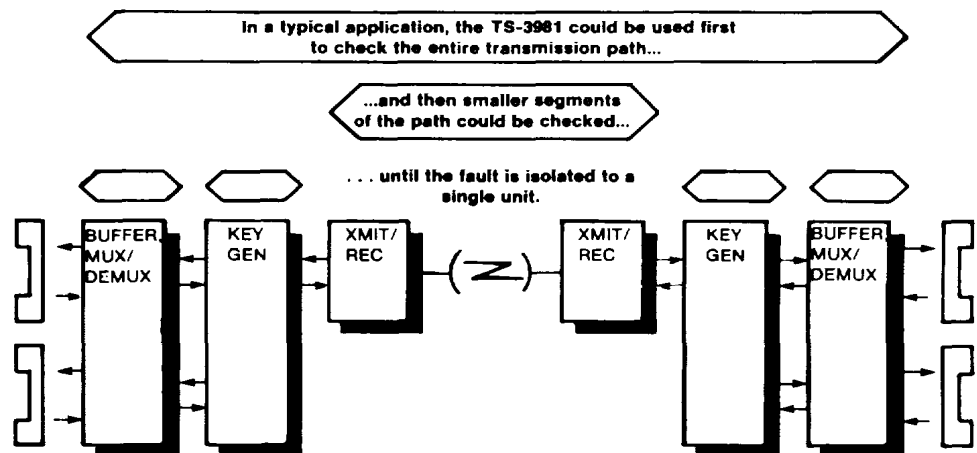 In a typical application, the TS-3981 could be used first
to check the entire transmission path...
...and then smaller segments
of the path could be checked...
. . . until the fault is isolated to a
single unit.
BUFFER,
MUX/
DEMUX
KEY
GEN
XMIT/
REC
XMIT/
REC
KEY
GEN
BUFFER,
MUX/
DEMUX